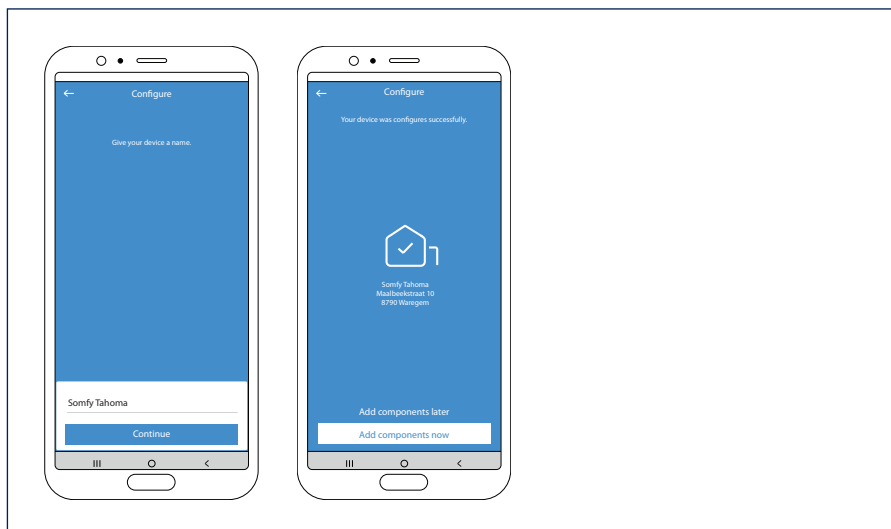 Configure
Give your device a name.
Somfy Tahoma
Continue
Configure
Your device was configures successfully.
Somfy Tahoma
Maalbeekstraat 10
8790 Waregem
Add components later
Add components now